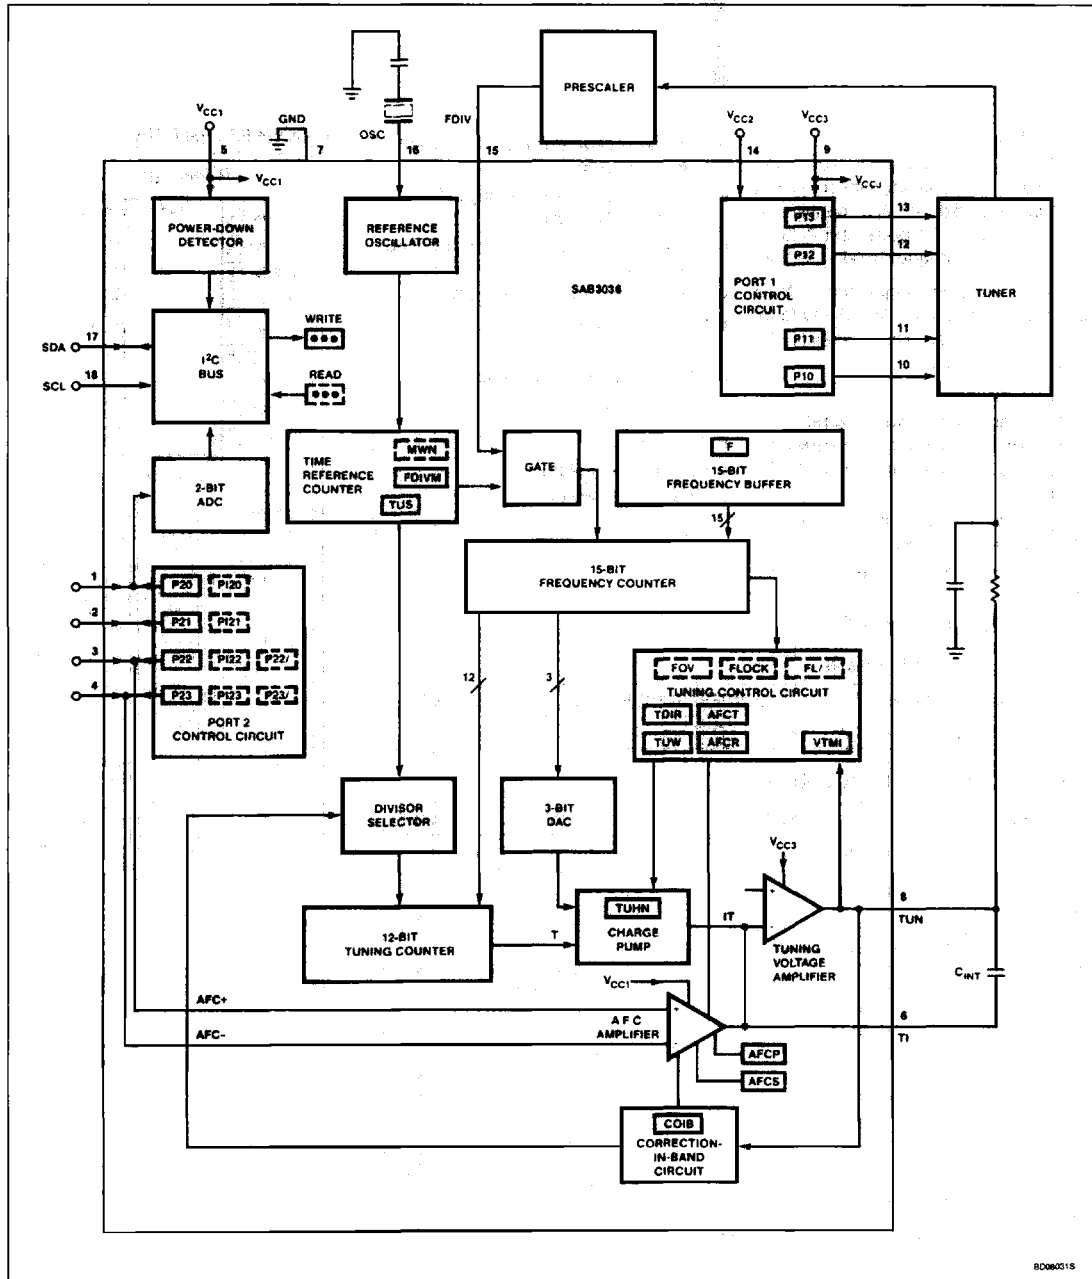 PRESCALER
VCC1
GND
OSC
FDIV
VCC2
VCC3
5
7
16
15
14
9
VCC1
POWER-DOWN
DETECTOR
REFERENCE
OSCILLATOR
SAB3036
P13
P12
PORT 1
CONTROL
CIRCUIT
P11
P10
13
12
11
10
TUNER
SDA
17
SCL
18
I²C
BUS
WRITE
READ
2-BIT
ADC
TIME
REFERENCE
COUNTER
MWN
FDIVM
TUS
GATE
F
15-BIT
FREQUENCY BUFFER
15
15-BIT
FREQUENCY COUNTER
1
2
3
4
P20
PI20
P21
PI21
P22
PI22
P22/
P23
PI23
P23/
PORT 2
CONTROL CIRCUIT
12
3
FOV
FLOCK
FL/
TUNING CONTROL CIRCUIT
TDIR
AFCT
TUW
AFCR
VTMI
DIVISOR
SELECTOR
3-BIT
DAC
VCC3
+
-
8
TUN
12-BIT
TUNING COUNTER
T
TUHN
CHARGE
PUMP
IT
TUNING
VOLTAGE
AMPLIFIER
CINT
VCC1
AFC+
AFC-
A F C
AMPLIFIER
+
-
6
TI
AFCP
AFCS
COIB
CORRECTION-
IN-BAND
CIRCUIT
BD08031S